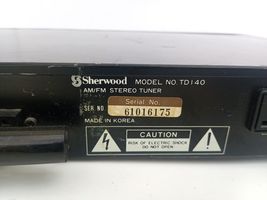 Sherwood MODEL NO. TD140
AM/FM STEREO TUNER
Serial No.
SER NO. 61016175
MADE IN KOREA
CAUTION
RISK OF ELECTRIC SHOCK
DO NOT OPEN